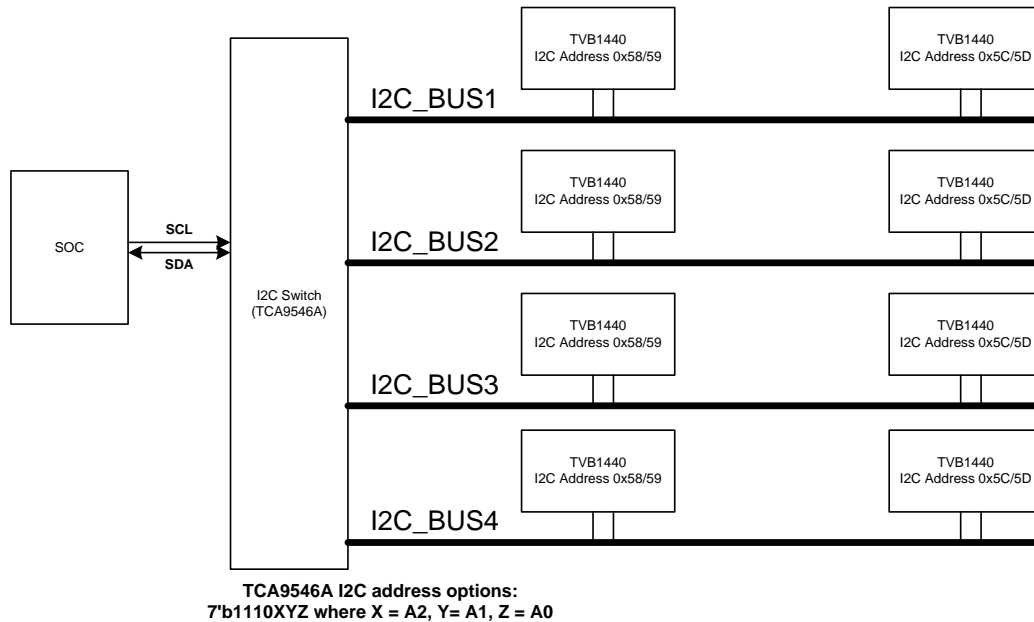 TVB1440
I2C Address 0x58/59
TVB1440
I2C Address 0x5C/5D
I2C_BUS1
TVB1440
I2C Address 0x58/59
TVB1440
I2C Address 0x5C/5D
SOC
SCL
SDA
I2C_BUS2
I2C Switch
(TCA9546A)
TVB1440
I2C Address 0x58/59
TVB1440
I2C Address 0x5C/5D
I2C_BUS3
TVB1440
I2C Address 0x58/59
TVB1440
I2C Address 0x5C/5D
I2C_BUS4
TCA9546A I2C address options:
7'b1110XYZ where X = A2, Y= A1, Z = A0